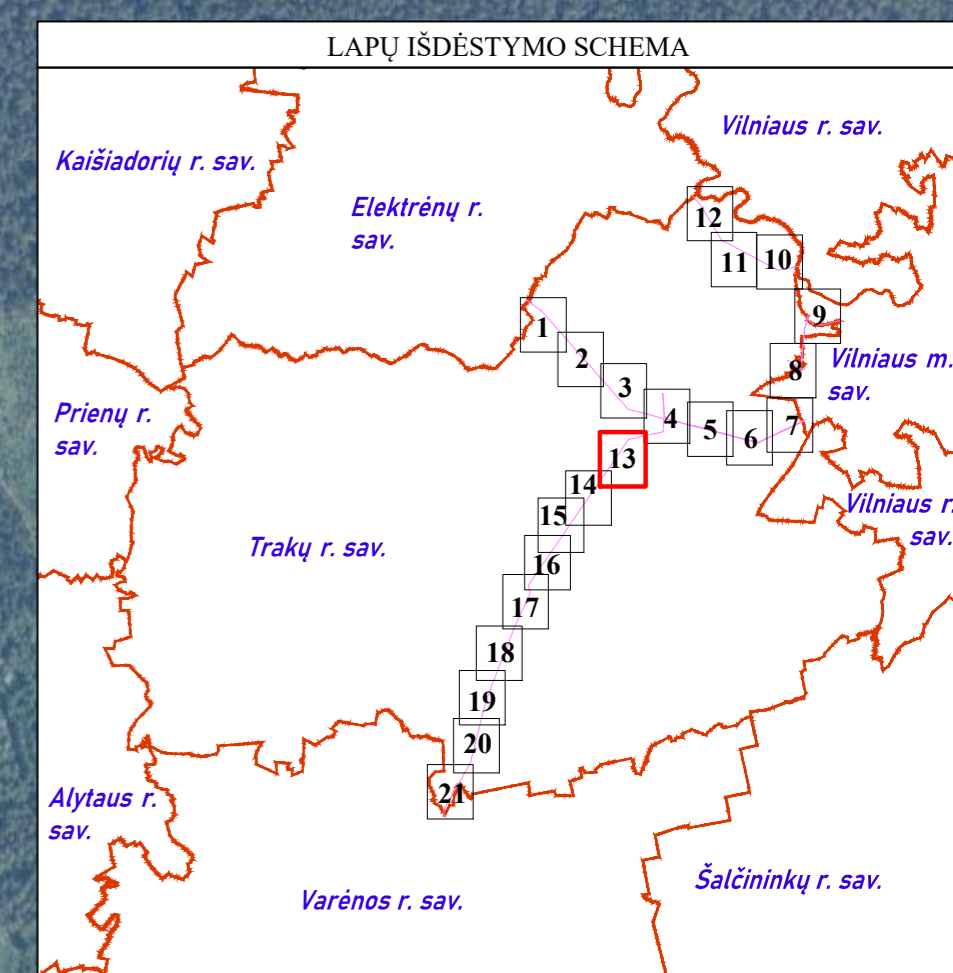 LAPŲ IŠDĖSTYMO SCHEMA
Vilniaus r. sav.
Kaišiadorių r. sav.
Elektrėnų r.
sav.
12
11
10
9
1
2
8
Vilniaus m.
sav.
3
Prienų r.
sav.
4
5
6
7
13
14
15
Vilniaus r.
sav.
Trakų r. sav.
16
17
18
19
20
21
Alytaus r.
sav.
Šalčininkų r. sav.
Varėnos r. sav.